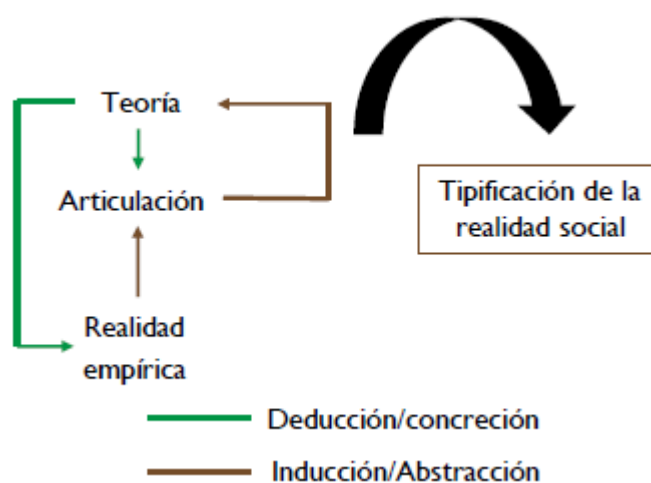 Teoría
Articulación
Tipificación de la
realidad social
Realidad
empírica
Deducción/concreción
Inducción/Abstracción